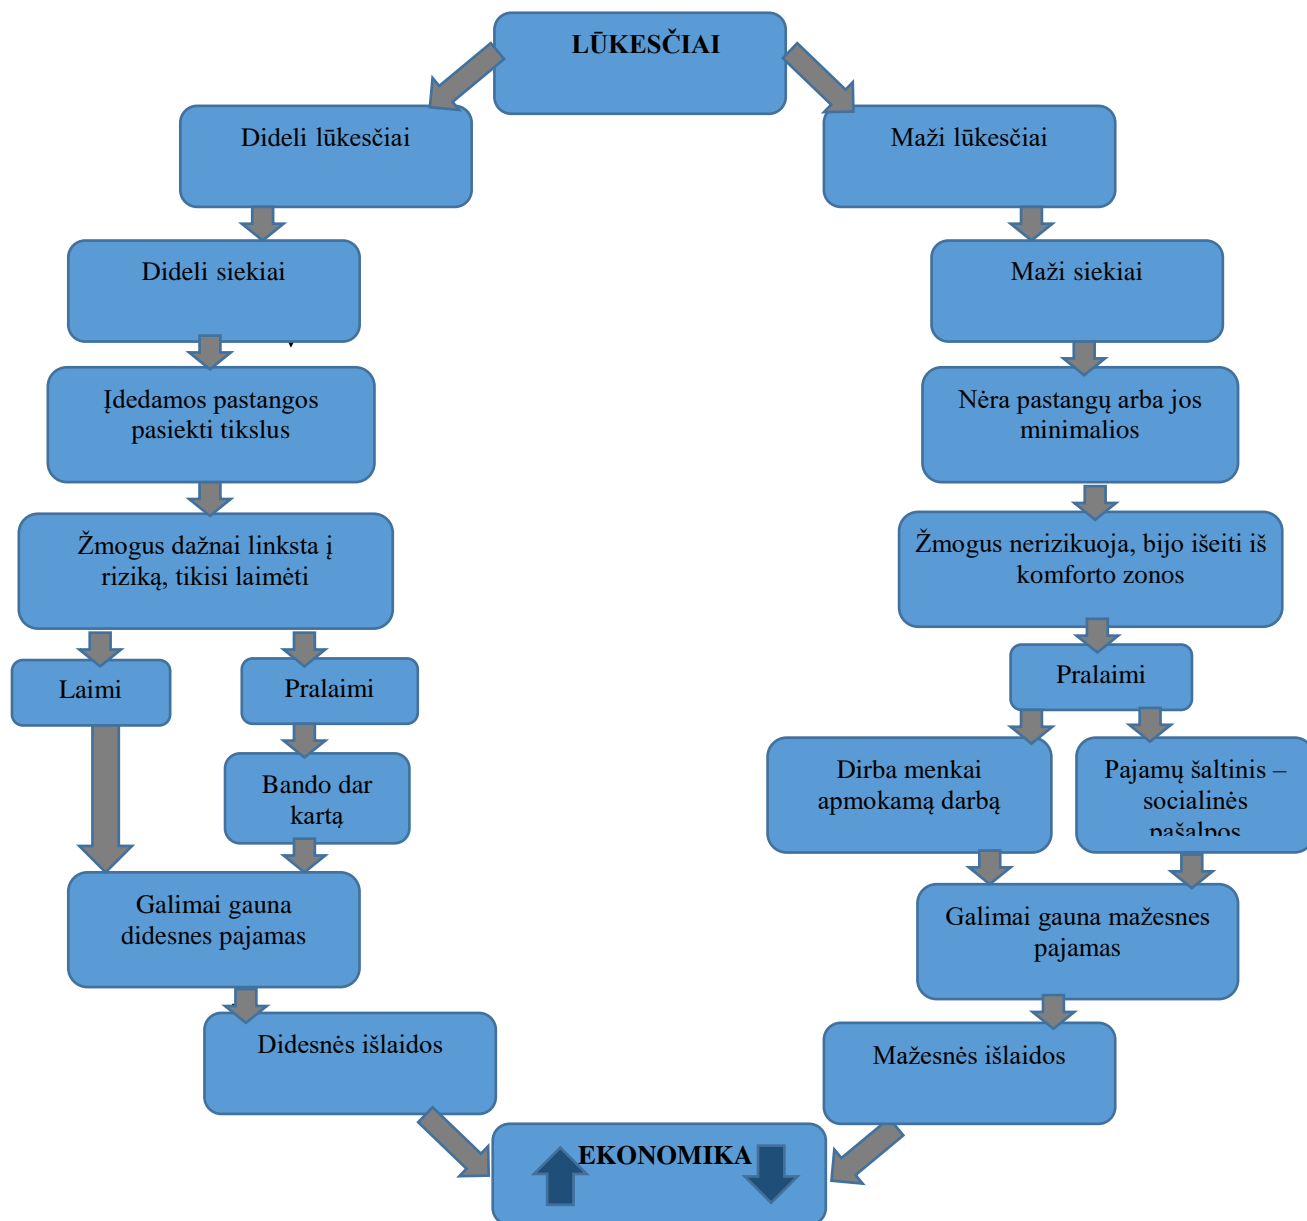 LŪKESČIAI
Dideli lūkesčiai
Maži lūkesčiai
Dideli siekiai
Maži siekiai
Įdedamos pastangos
pasiekti tikslus
Nėra pastangų arba jos
minimalios
Žmogus dažnai linksta į
riziką, tikisi laimėti
Žmogus nerizikuoja, bijo išeiti iš
komforto zonos
Laimi
Pralaimi
Pralaimi
Bando dar
kartą
Dirba menkai
apmokamą darbą
Pajamų šaltinis –
socialinės
pašalpos
Galimai gauna
didesnes pajamas
Galimai gauna mažesnes
pajamas
Didesnės išlaidos
Mažesnės išlaidos
EKONOMIKA